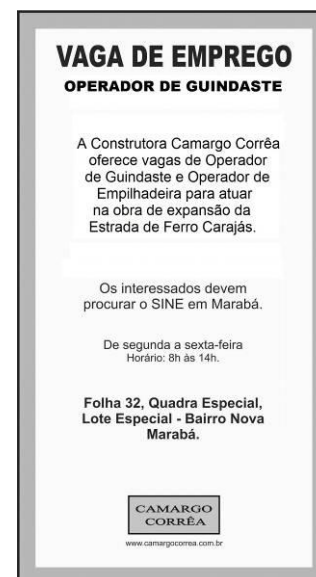 VAGA DE EMPREGO
OPERADOR DE GUINDASTE
A Construtora Camargo Corrêa
oferece vagas de Operador
de Guindaste e Operador de
Empilhadeira para atuar
na obra de expansão da
Estrada de Ferro Carajás.
Os interessados devem
procurar o SINE em Marabá.
De segunda a sexta-feira
Horário: 8h às 14h.
Folha 32, Quadra Especial,
Lote Especial - Bairro Nova
Marabá.
CAMARGO
CORRÊA
www.camargocorrea.com.br